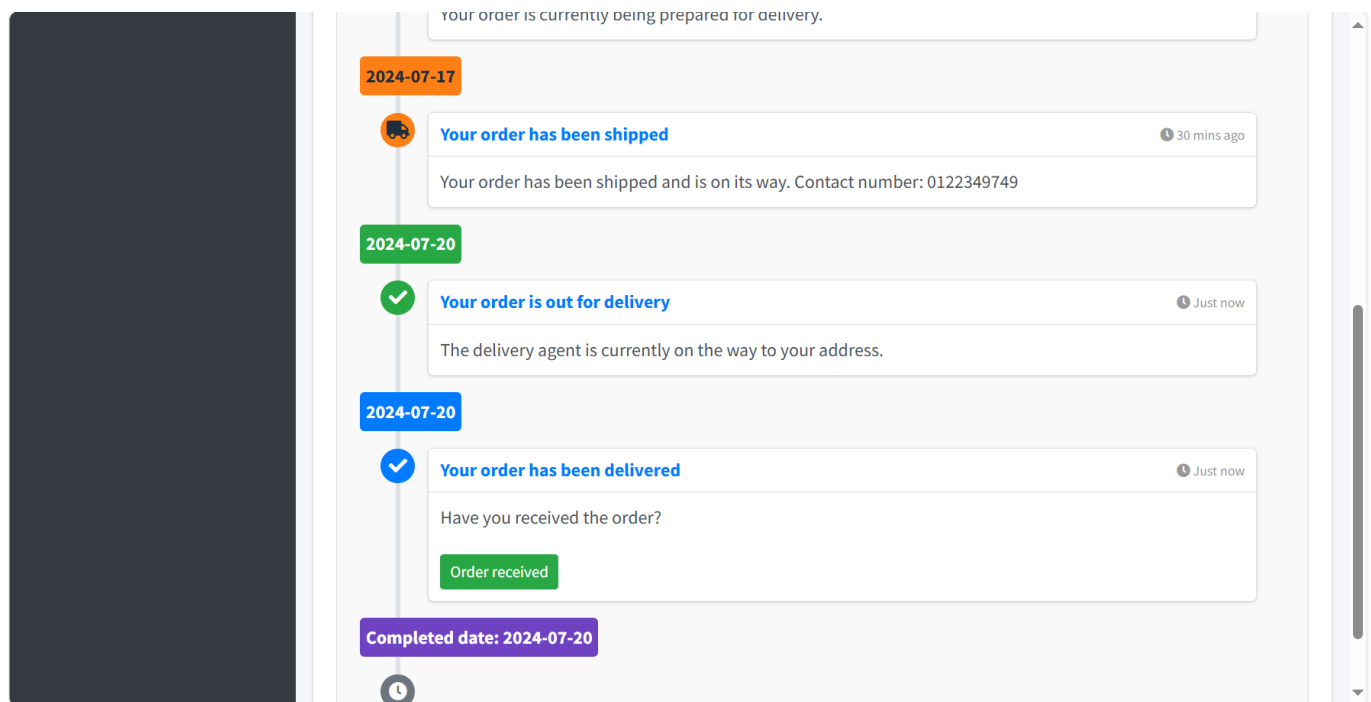 Your order is currently being prepared for delivery.
2024-07-17
Your order has been shipped
30 mins ago
Your order has been shipped and is on its way. Contact number: 0122349749
2024-07-20
Your order is out for delivery
Just now
The delivery agent is currently on the way to your address.
2024-07-20
Your order has been delivered
Just now
Have you received the order?
Order received
Completed date: 2024-07-20